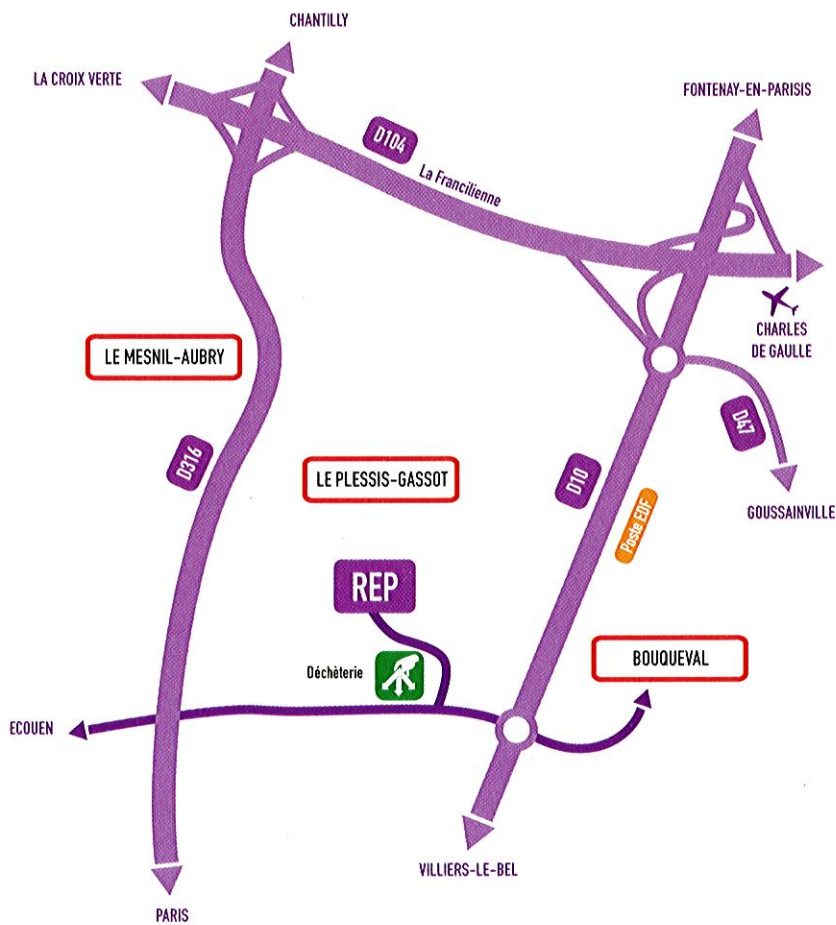 CHANTILLY
LA CROIX VERTE
FONTENAY-EN-PARISIS
D104
La Francilienne
CHARLES
DE GAULLE
LE MESNIL-AUBRY
D316
LE PLESSIS-GASSOT
D10
D47
Poste EDF
GOUSSAINVILLE
REP
Déchèterie
BOUQUEVAL
ECOUEN
VILLIERS-LE-BEL
PARIS